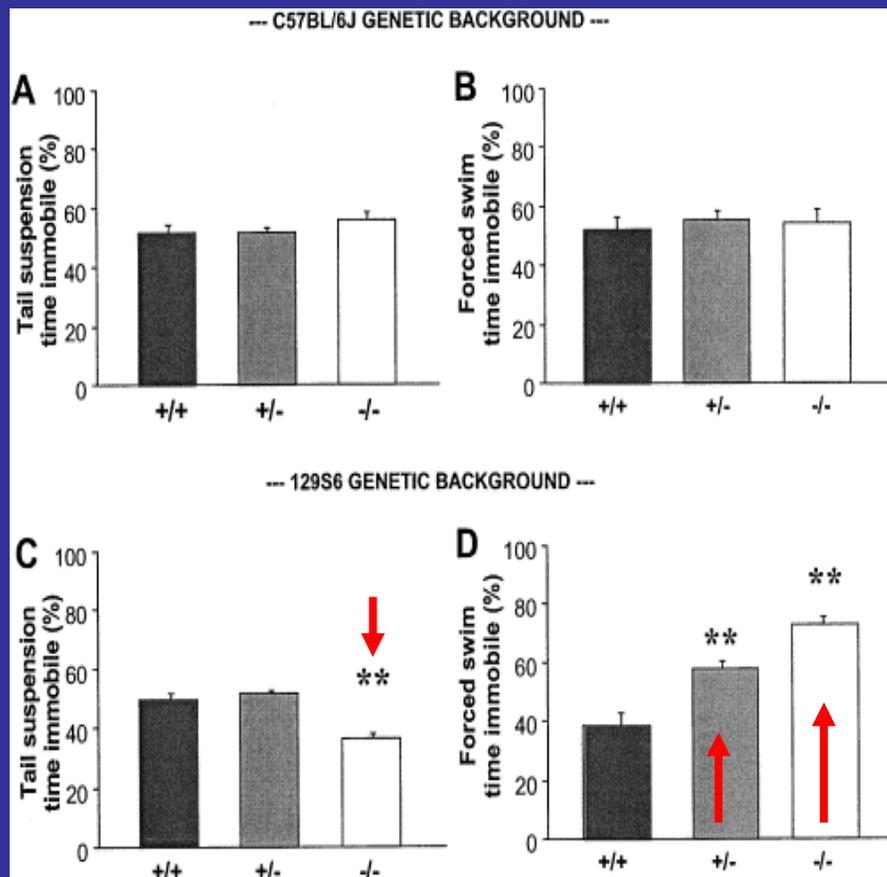 --- C57BL/6J GENETIC BACKGROUND ---
A
Tail suspension
time immobile (%)
100
80
60
40
20
0
+/+ +/- -/-
B
Forced swim
time immobile (%)
100
80
60
40
20
0
+/+ +/- -/-
--- 129S6 GENETIC BACKGROUND ---
C
Tail suspension
time immobile (%)
100
80
60
40
20
0
**
+/+ +/- -/-
D
Forced swim
time immobile (%)
100
80
60
40
20
0
**
**
+/+ +/- -/-